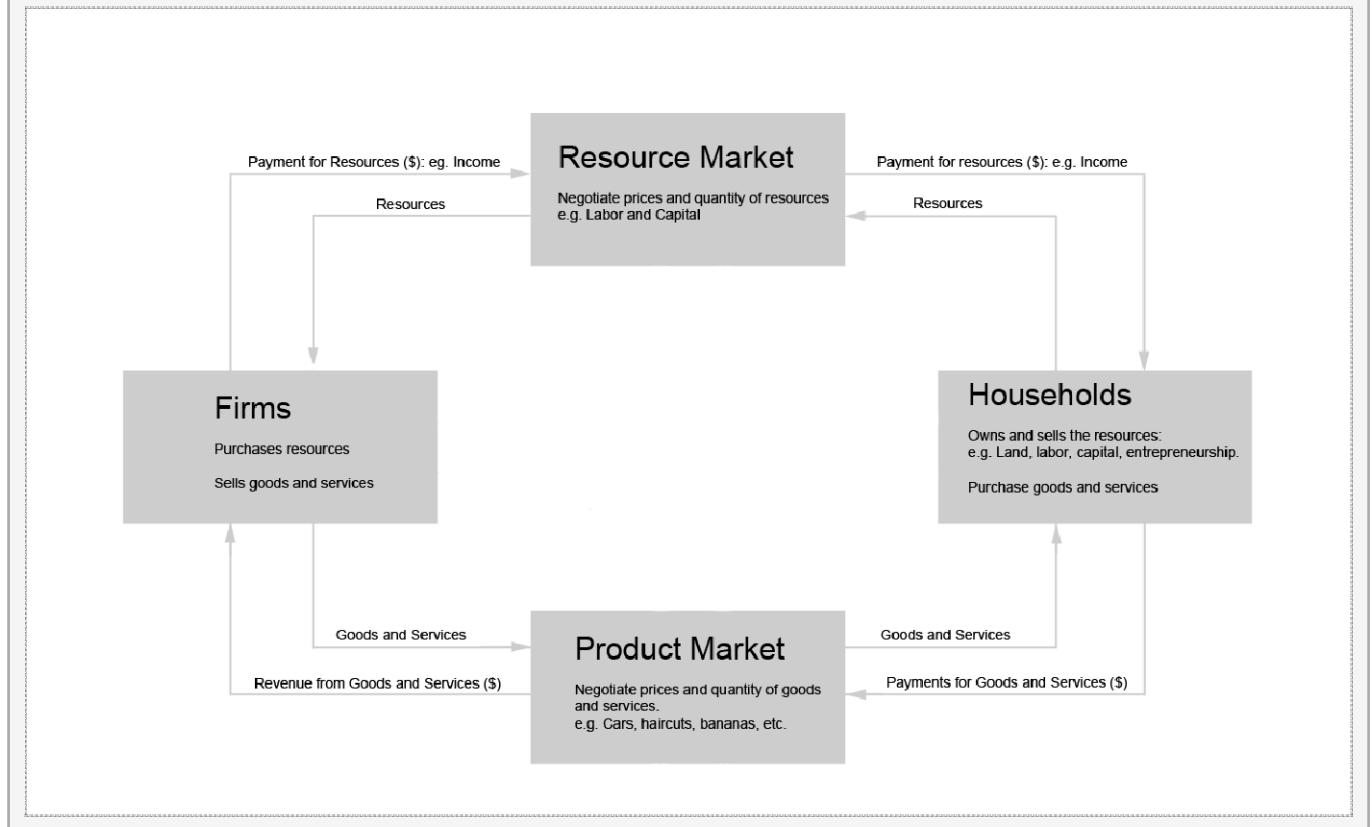 Resource Market
Negotiate prices and quantity of resources
e.g. Labor and Capital
Payment for Resources ($): eg. Income
Resources
Payment for resources ($): e.g. Income
Resources
Firms
Purchases resources
Sells goods and services
Households
Owns and sells the resources:
e.g. Land, labor, capital, entrepreneurship.
Purchase goods and services
Goods and Services
Revenue from Goods and Services ($)
Product Market
Negotiate prices and quantity of goods
and services.
e.g. Cars, haircuts, bananas, etc.
Goods and Services
Payments for Goods and Services ($)